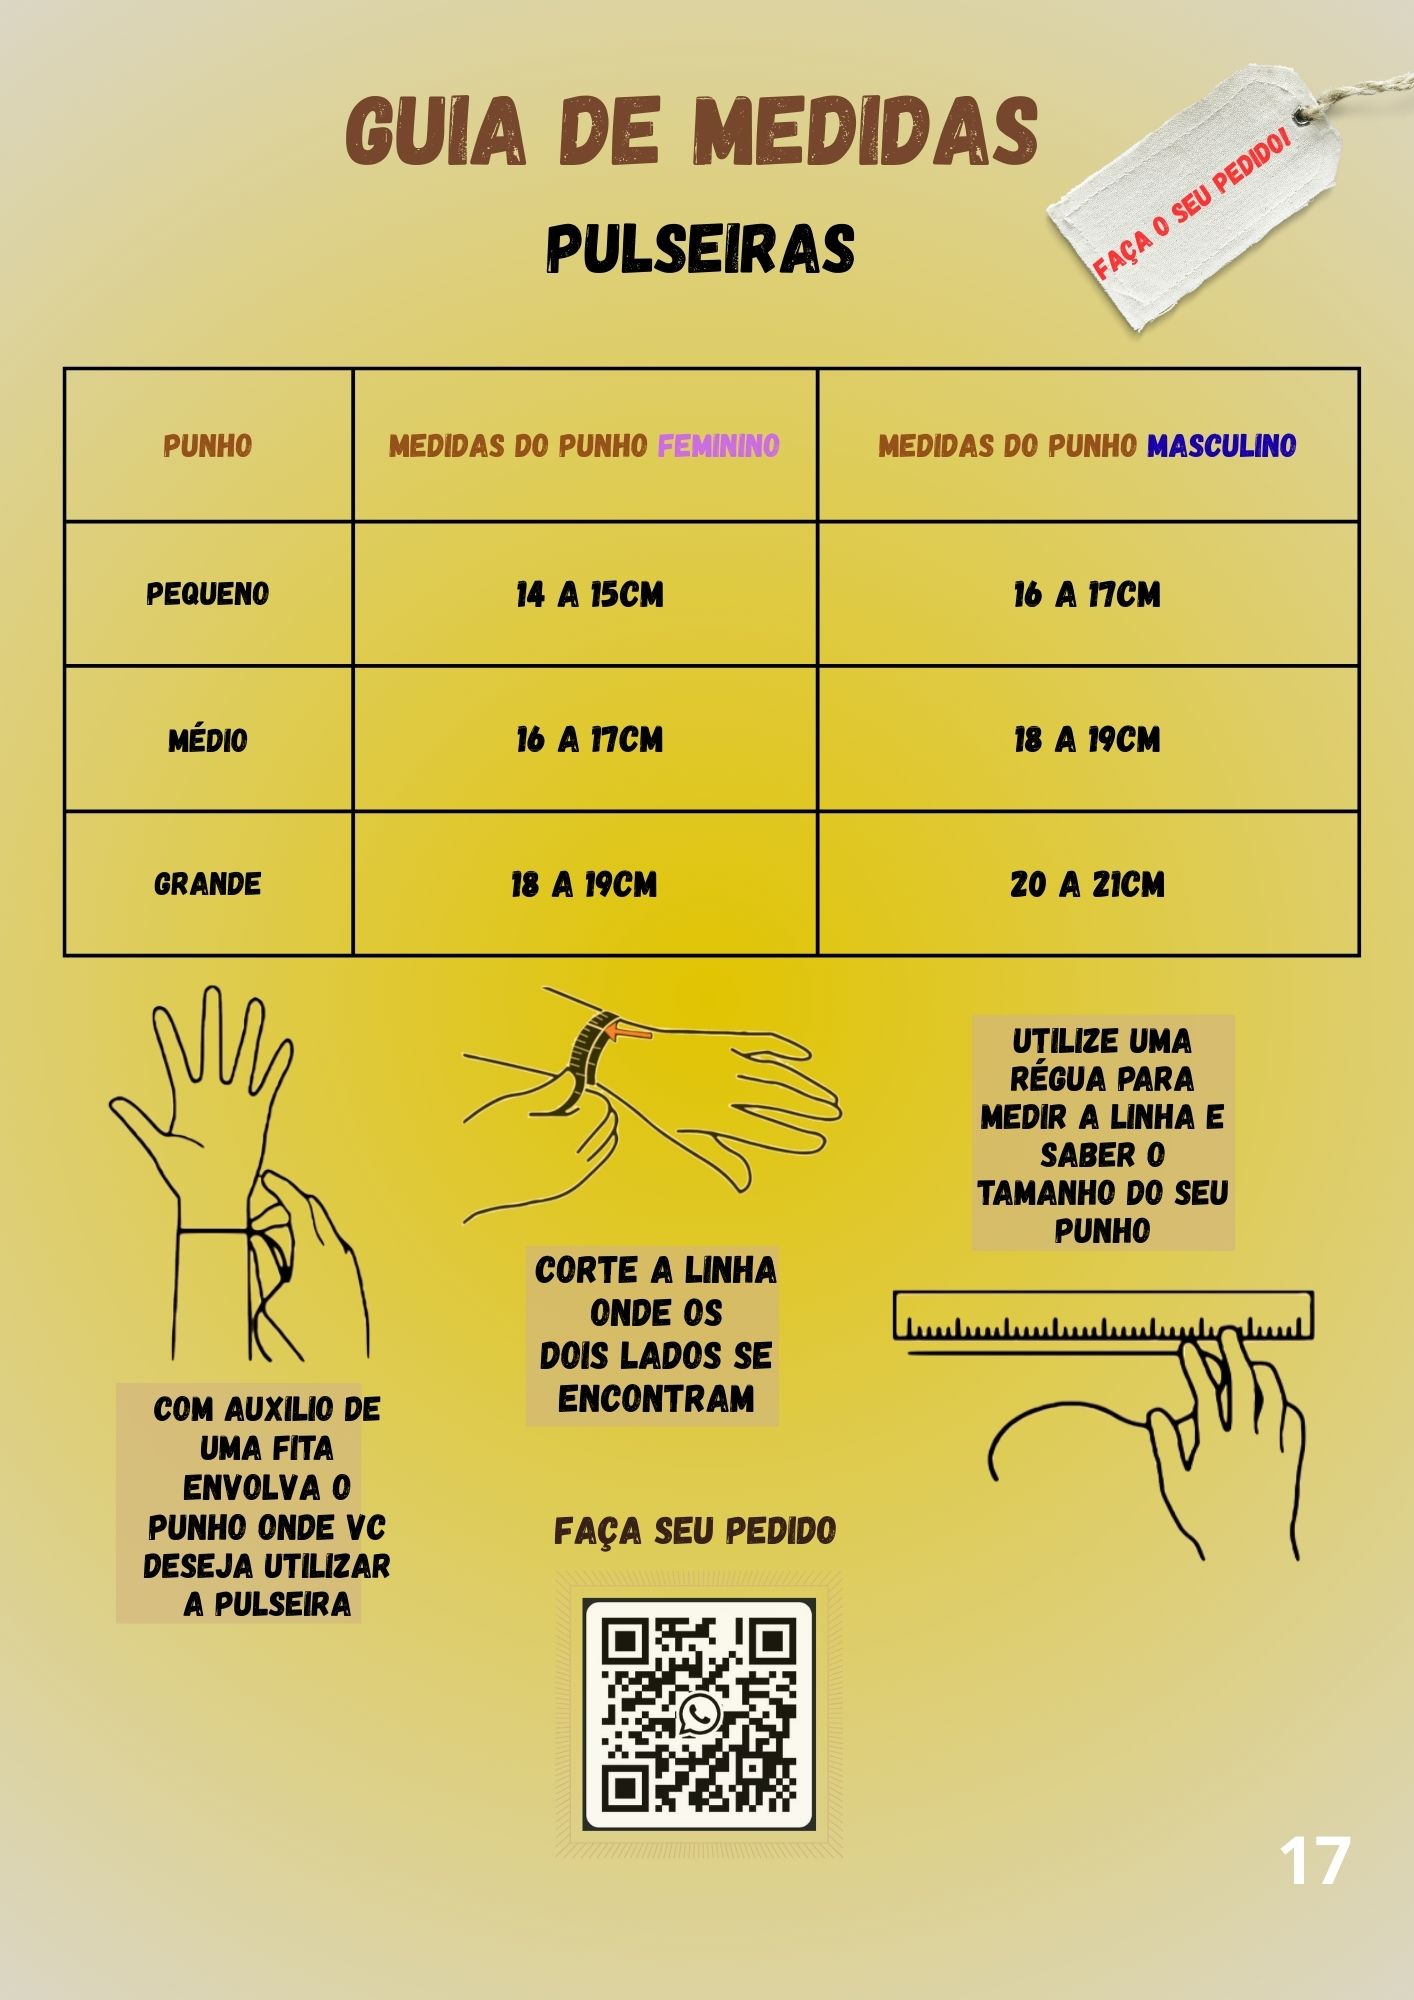 GUIA DE MEDIDAS
FAÇA O SEU PEDIDO!
PULSEIRAS
PUNHO
MEDIDAS DO PUNHO FEMININO
MEDIDAS DO PUNHO MASCULINO
PEQUENO
14 A 15CM
16 A 17CM
MÉDIO
16 A 17CM
18 A 19CM
GRANDE
18 A 19CM
20 A 21CM
COM AUXILIO DE
UMA FITA
ENVOLVA O
PUNHO ONDE VC
DESEJA UTILIZAR
A PULSEIRA
CORTE A LINHA
ONDE OS
DOIS LADOS SE
ENCONTRAM
UTILIZE UMA
RÉGUA PARA
MEDIR A LINHA E
SABER O
TAMANHO DO SEU
PUNHO
FAÇA SEU PEDIDO
17